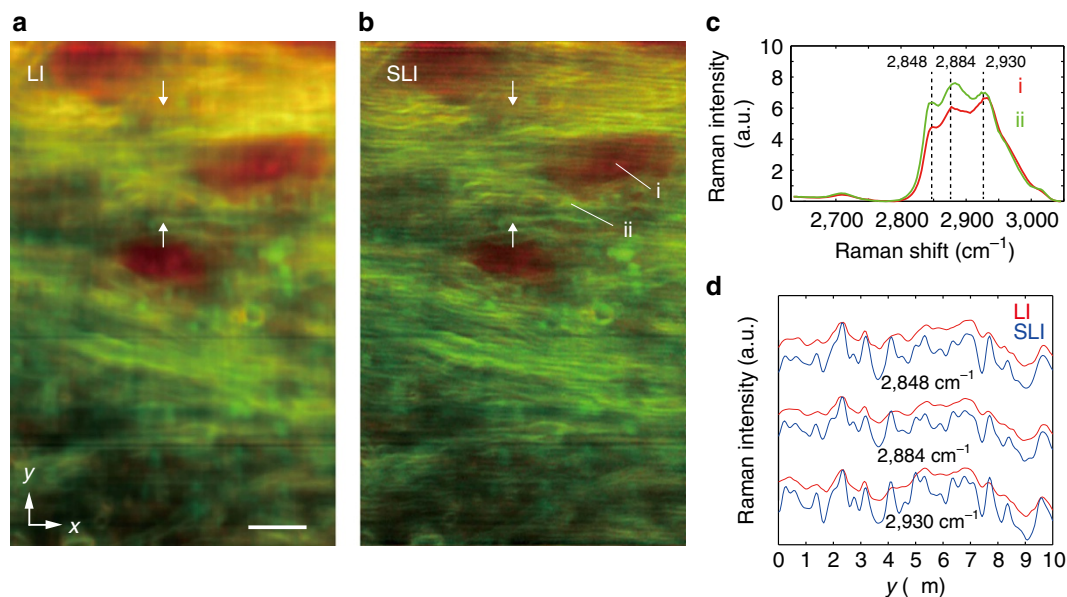 a
LI
y
x
b
SLI
i
ii
c
Raman intensity
(a.u.)
10
8
6
4
2
0
2,848
2,884
2,930
i
ii
2,700
2,800
2,900
3,000
Raman shift (cm⁻¹)
d
Raman intensity (a.u.)
LI
SLI
2,848 cm⁻¹
2,884 cm⁻¹
2,930 cm⁻¹
0 1 2 3 4 5 6 7 8 9 10
y ( m)